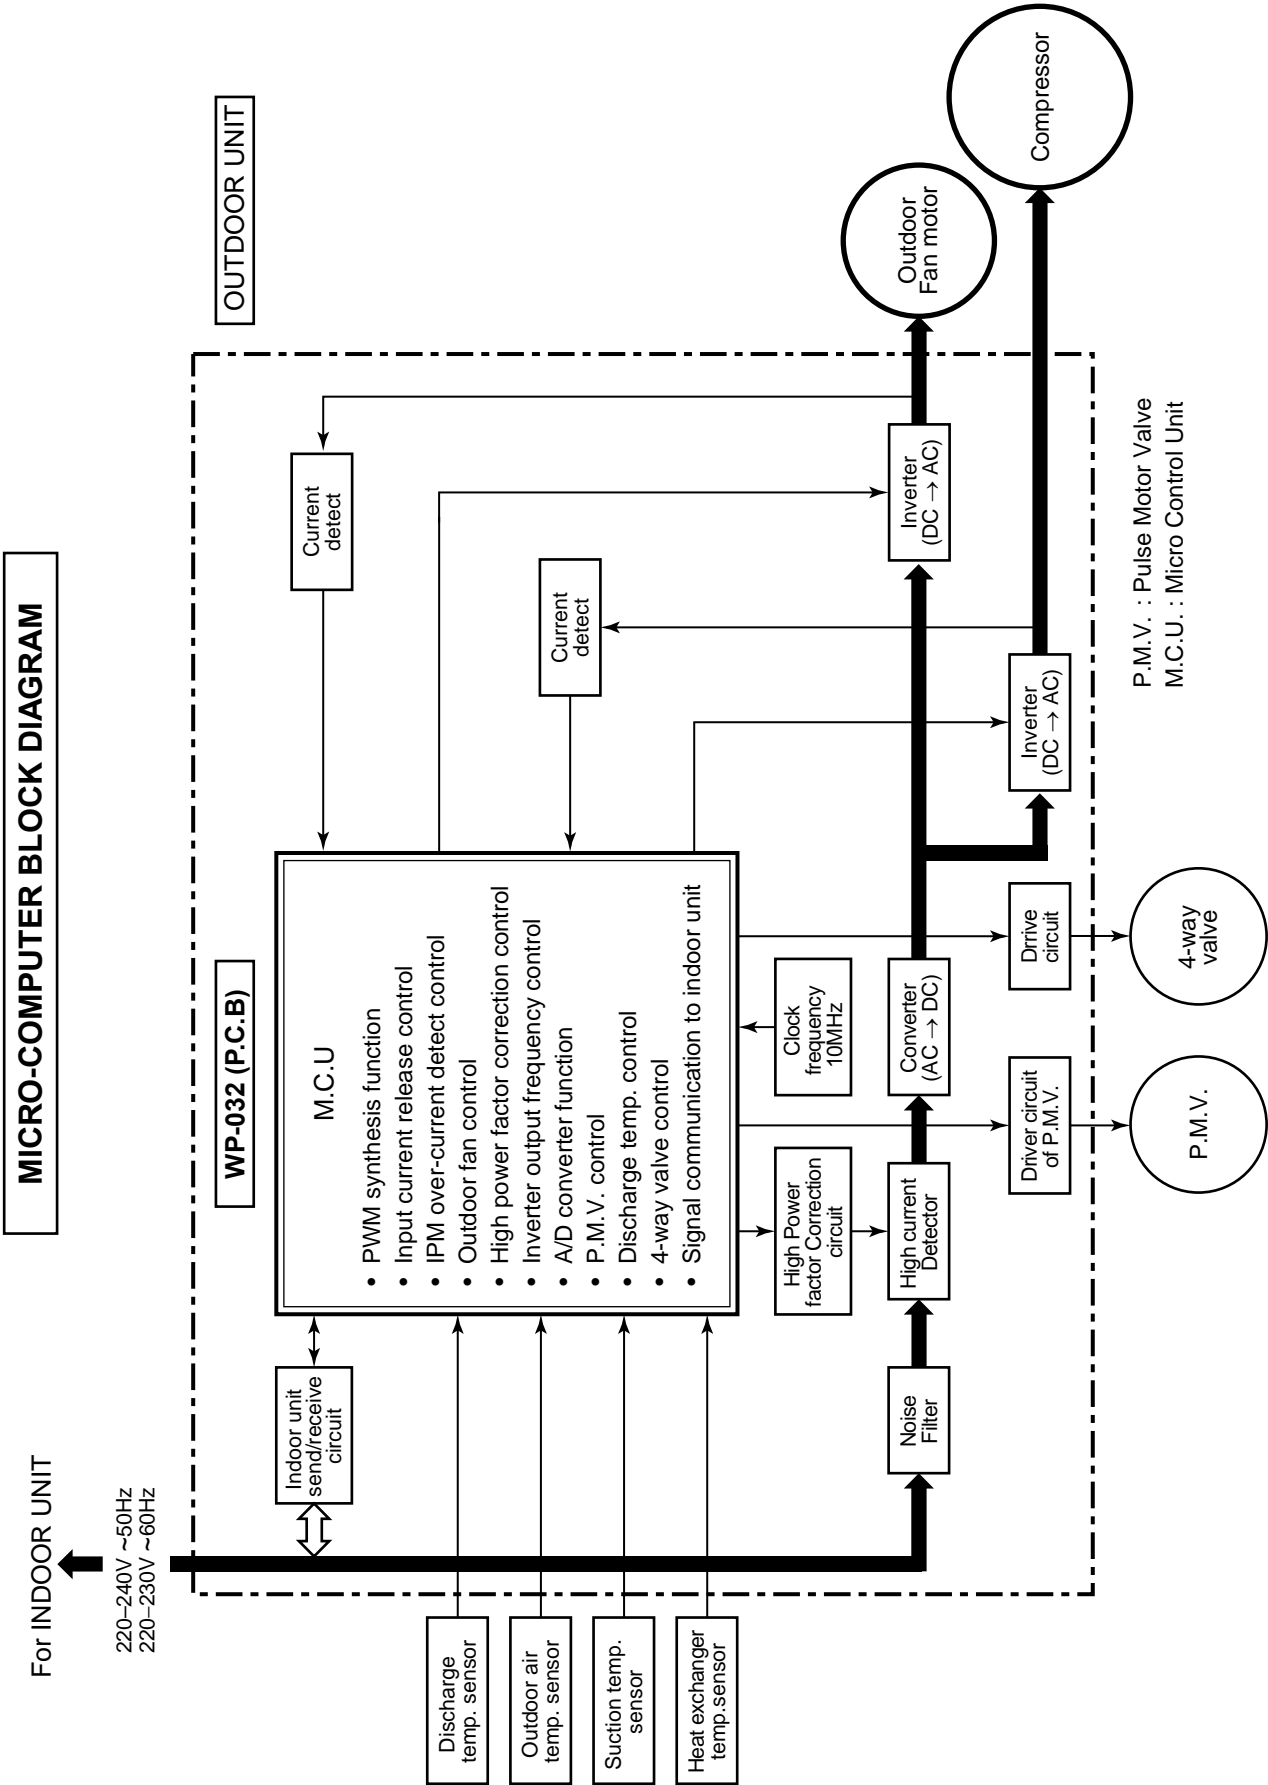 MICRO-COMPUTER BLOCK DIAGRAM
For INDOOR UNIT
220–240V ~50Hz
220–230V ~60Hz
WP-032 (P.C.B)
OUTDOOR UNIT
Indoor unit
send/receive
circuit
M.C.U
• PWM synthesis function
• Input current release control
• IPM over-current detect control
• Outdoor fan control
• High power factor correction control
• Inverter output frequency control
• A/D converter function
• P.M.V. control
• Discharge temp. control
• 4-way valve control
• Signal communication to indoor unit
Current
detect
Current
detect
Discharge
temp. sensor
Outdoor air
temp. sensor
Suction temp.
sensor
Heat exchanger
temp.sensor
High Power
factor Correction
circuit
Clock
frequency
10MHz
Noise
Filter
High current
Detector
Converter
(AC → DC)
Inverter
(DC → AC)
Outdoor
Fan motor
Driver circuit
of P.M.V.
Drrive
circuit
Inverter
(DC → AC)
Compressor
P.M.V.
4-way
valve
P.M.V. : Pulse Motor Valve
M.C.U. : Micro Control Unit